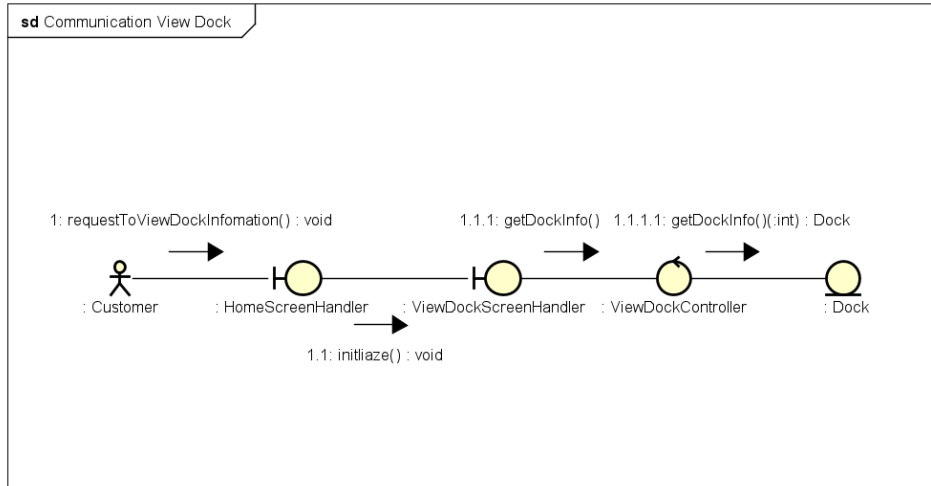 sd Communication View Dock
1: requestToViewDockInfomation() : void
1.1.1: getDockInfo()
1.1.1.1: getDockInfo()(:int) : Dock
: Customer
: HomeScreenHandler
: ViewDockScreenHandler
: ViewDockController
: Dock
1.1: initliaze() : void